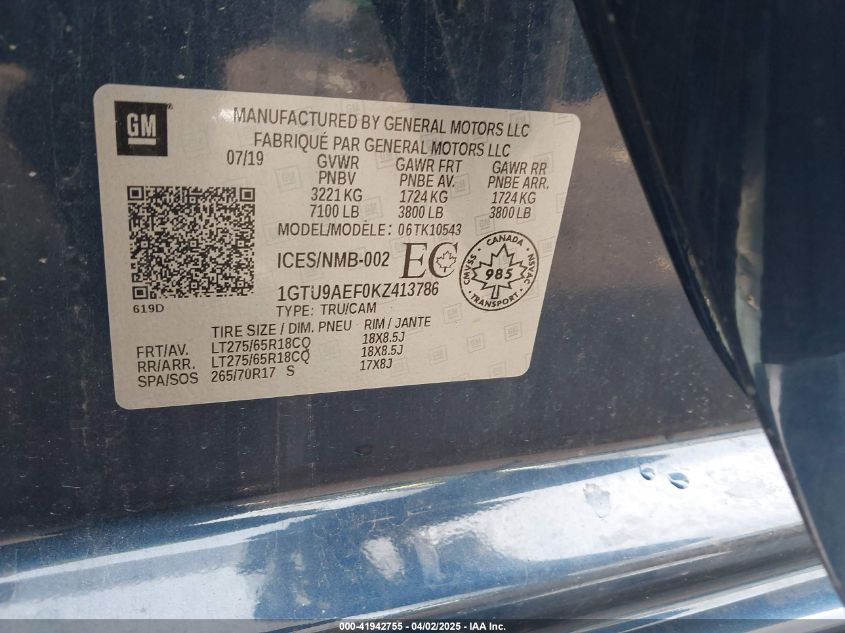 GM
MANUFACTURED BY GENERAL MOTORS LLC
FABRIQUÉ PAR GENERAL MOTORS LLC
07/19 GVWR GAWR FRT GAWR RR
PNBV PNBE AV. PNBE ARR.
3221 KG 1724 KG 1724 KG
7100 LB 3800 LB 3800 LB
MODEL/MODÈLE: 06TK10543
ICES/NMB-002 EC
CANADA
CMVSS 985 NSVAC
TRANSPORT
1GTU9AEF0KZ413786
619D
TYPE: TRU/CAM
TIRE SIZE / DIM. PNEU RIM / JANTE
FRT/AV. LT275/65R18CQ 18X8.5J
RR/ARR. LT275/65R18CQ 18X8.5J
SPA/SOS 265/70R17 S 17X8J
000-41942755 - 04/02/2025 - IAA Inc.